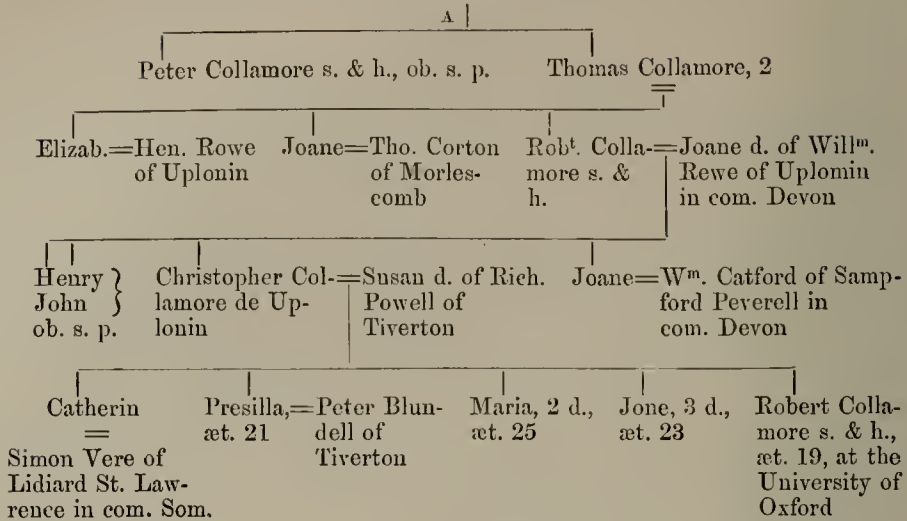 A
Peter Collamore s. & h., ob. s. p.
Thomas Collamore, 2
=
Elizab.=Hen. Rowe
of Uplonin
Joane=Tho. Corton
of Morles-
comb
Robt. Colla-=Joane d. of Willm.
more s. &
h.
Rewe of Uplomin
in com. Devon
Henry }
John }
ob. s. p.
Christopher Col-=Susan d. of Rich.
lamore de Up-
lonin
Powell of
Tiverton
Joane=Wm. Catford of Samp-
ford Peverell in
com. Devon
Catherin
=
Simon Vere of
Lidiard St. Law-
rence in com. Som.
Presilla,=Peter Blun-
æt. 21
dell of
Tiverton
Maria, 2 d.,
æt. 25
Jone, 3 d.,
æt. 23
Robert Colla-
more s. & h.,
æt. 19, at the
University of
Oxford